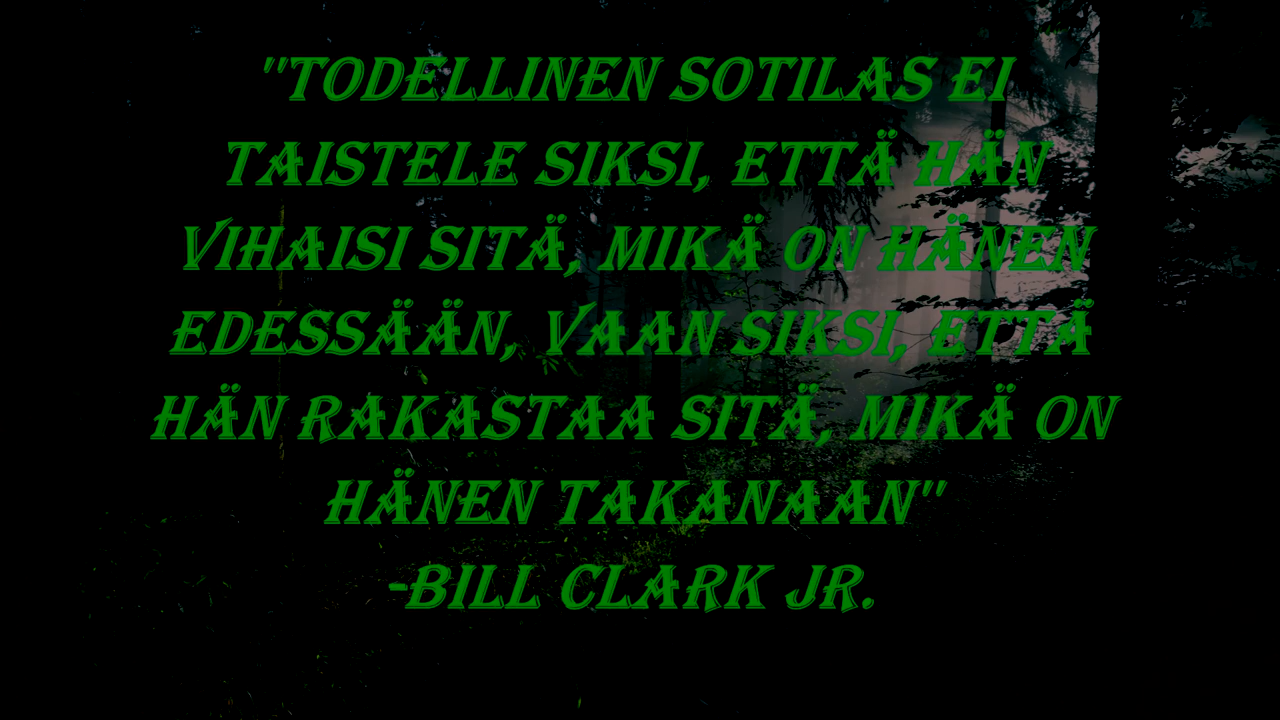 "TODELLINEN SOTILAS EI
TAISTELE SIKSI, ETTÄ HÄN
VIHAISI SITÄ, MIKÄ ON HÄNEN
EDESSÄÄN, VAAN SIKSI, ETTÄ
HÄN RAKASTAA SITÄ, MIKÄ ON
HÄNEN TAKANAAN"
-BILL CLARK JR.